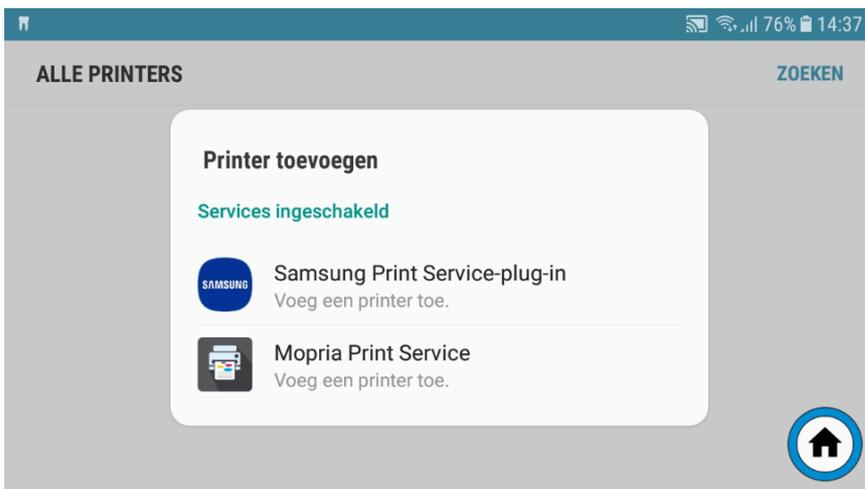 76% 14:37
ALLE PRINTERS
ZOEKEN
Printer toevoegen
Services ingeschakeld
SAMSUNG
Samsung Print Service-plug-in
Voeg een printer toe.
Mopria Print Service
Voeg een printer toe.